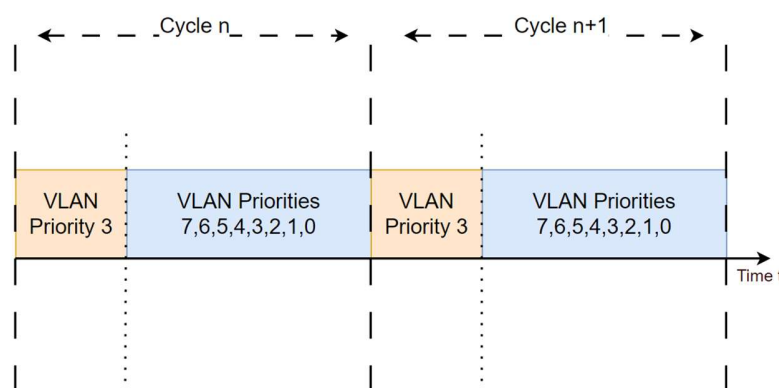 Cycle n
Cycle n+1
VLAN
Priority 3
VLAN Priorities
7,6,5,4,3,2,1,0
VLAN
Priority 3
VLAN Priorities
7,6,5,4,3,2,1,0
Time